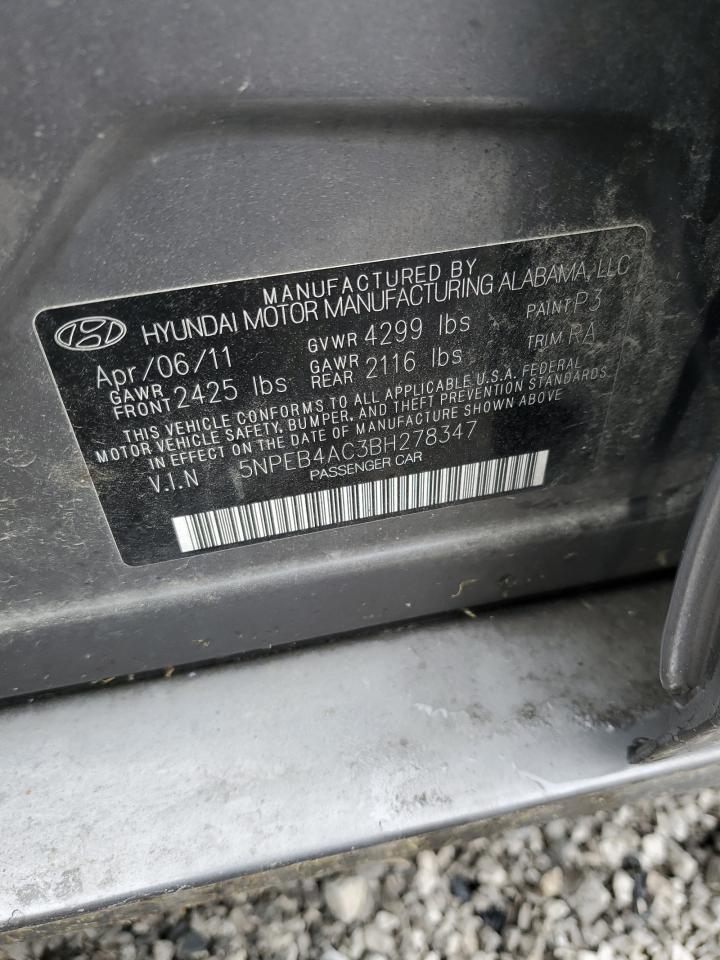 MANUFACTURED BY
HYUNDAI MOTOR MANUFACTURING ALABAMA, LLC
Apr/06/11 GVWR 4299 lbs PAINT P3
GAWR FRONT 2425 lbs GAWR REAR 2116 lbs TRIM RA
THIS VEHICLE CONFORMS TO ALL APPLICABLE U.S.A. FEDERAL
MOTOR VEHICLE SAFETY, BUMPER, AND THEFT PREVENTION STANDARDS
IN EFFECT ON THE DATE OF MANUFACTURE SHOWN ABOVE
V.I.N 5NPEB4AC3BH278347
PASSENGER CAR